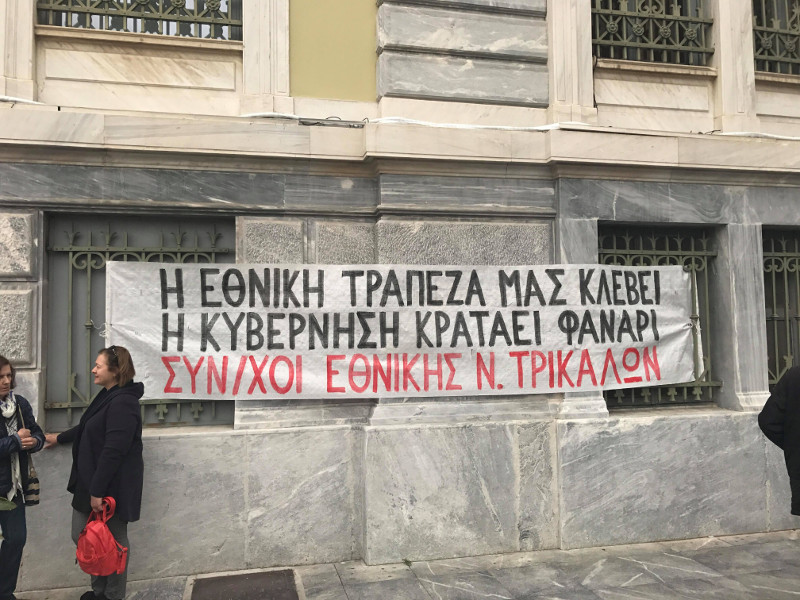 Η ΕΘΝΙΚΗ ΤΡΑΠΕΖΑ ΜΑΣ ΚΛΕΒΕΙ
Η ΚΥΒΕΡΝΗΣΗ ΚΡΑΤΑΕΙ ΦΑΝΑΡΙ
ΣΥΝ/ΧΟΙ ΕΘΝΙΚΗΣ Ν. ΤΡΙΚΑΛΩΝ